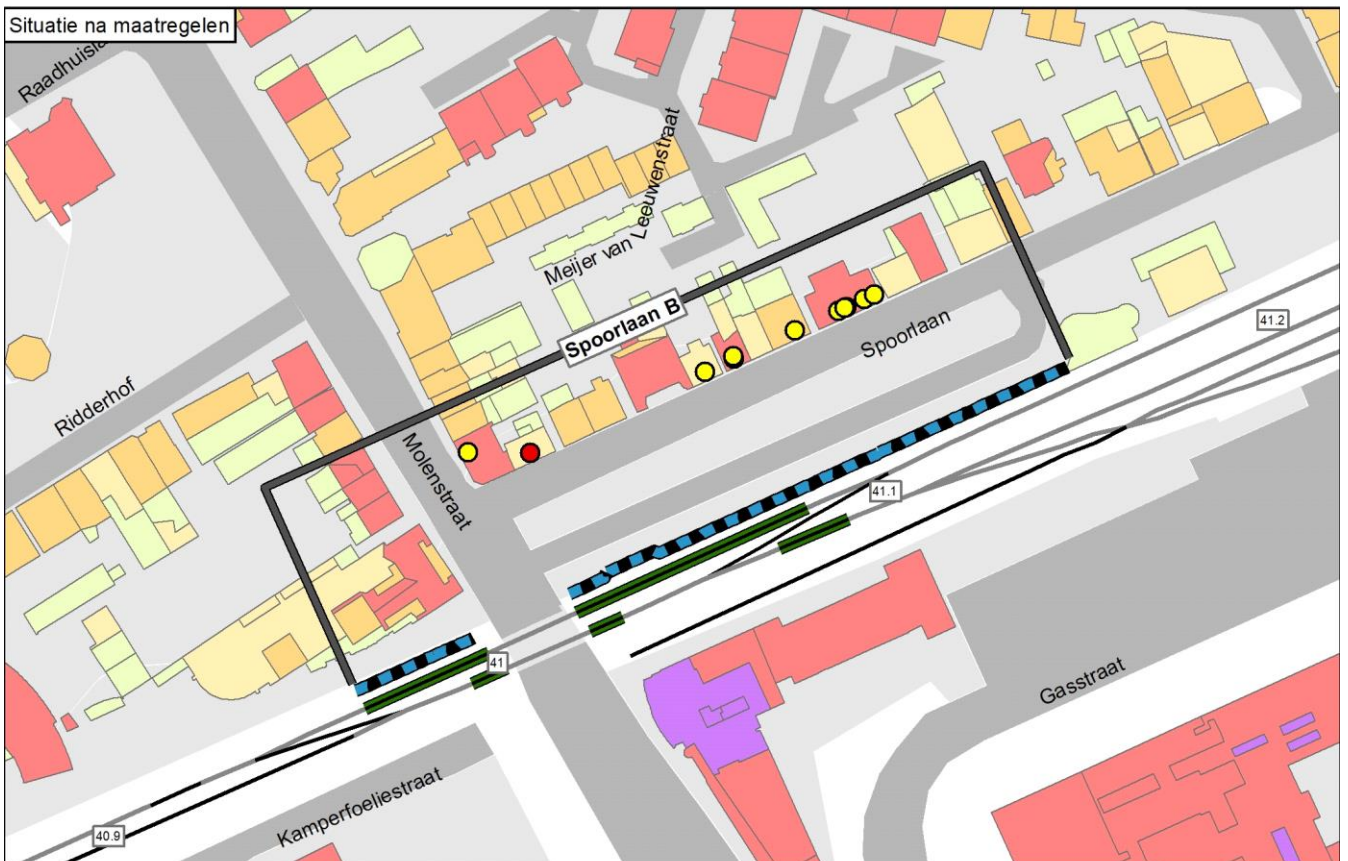 Situatie na maatregelen
Meijer van Leeuwenstraat
Spoorlaan B
Spoorlaan
41.2
Ridderhof
Molenstraat
41.1
41
Gasstraat
Kamperfoeliestraat
40.9